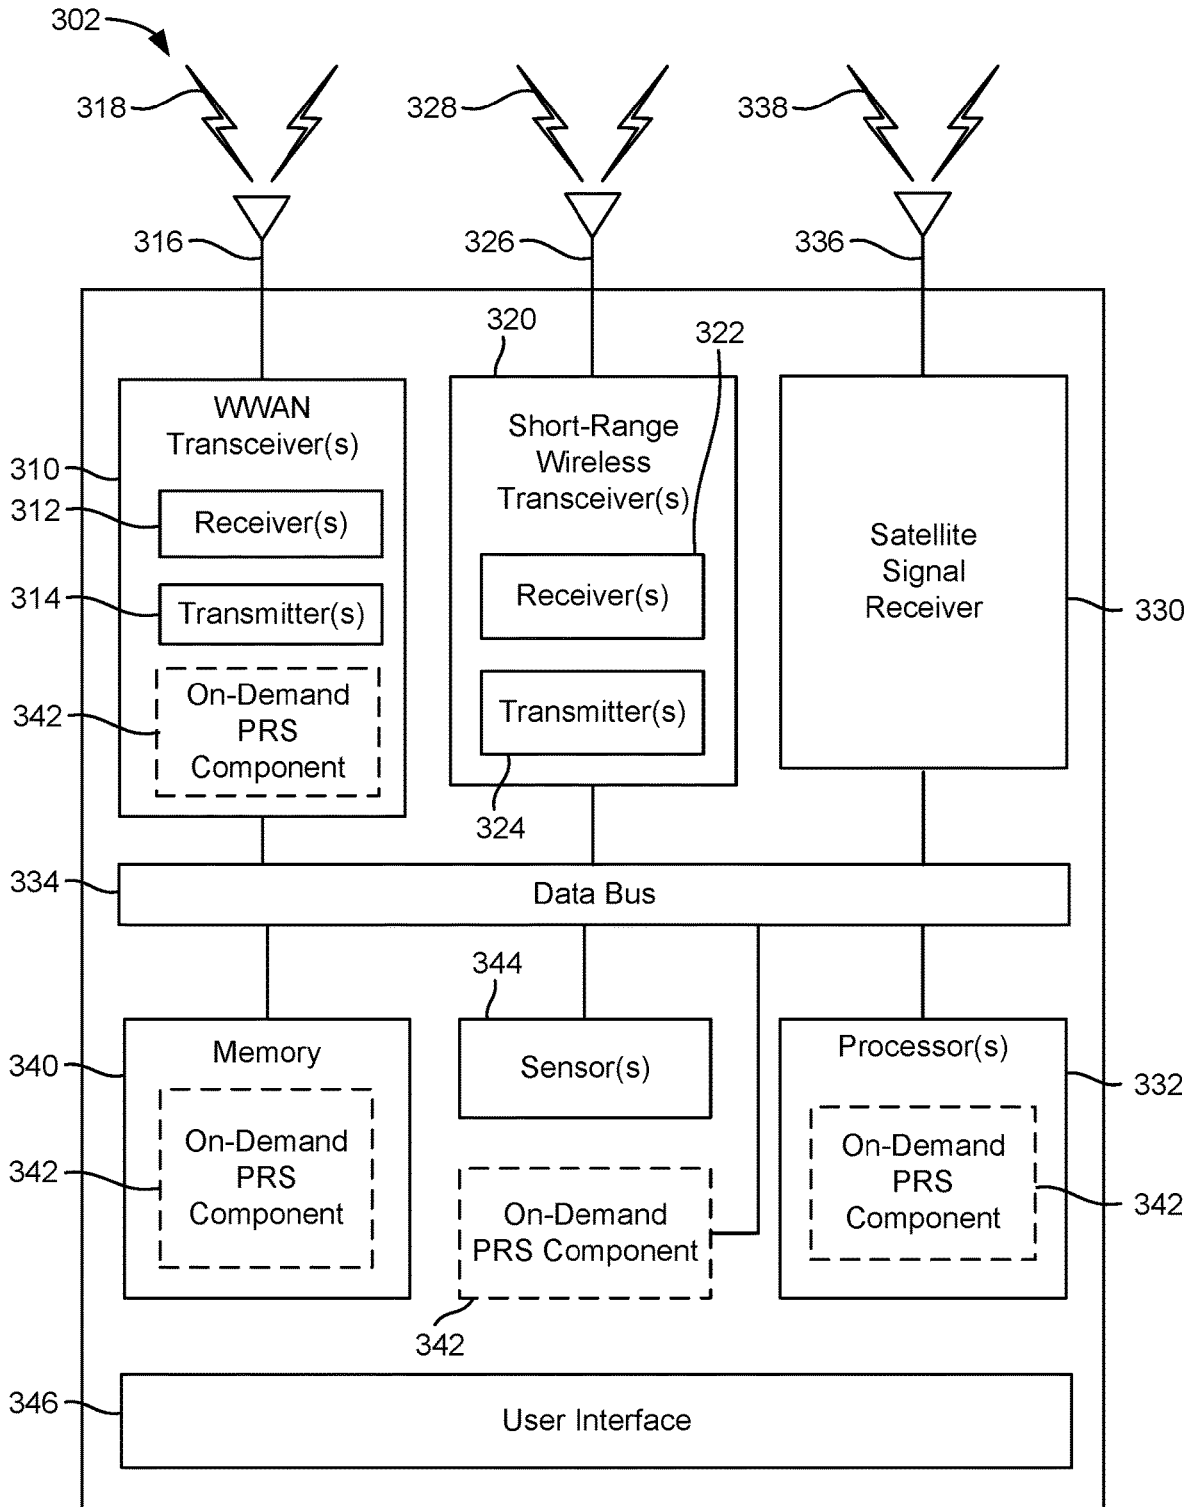 302
318
328
338
316
326
336
320
322
WWAN
Transceiver(s)
Short-Range
Wireless
Transceiver(s)
310
312
Receiver(s)
Satellite
Signal
Receiver
314
Transmitter(s)
Receiver(s)
330
342
On-Demand
PRS
Component
Transmitter(s)
324
334
Data Bus
344
340
Memory
Sensor(s)
Processor(s)
332
342
On-Demand
PRS
Component
On-Demand
PRS Component
342
On-Demand
PRS
Component
342
346
User Interface